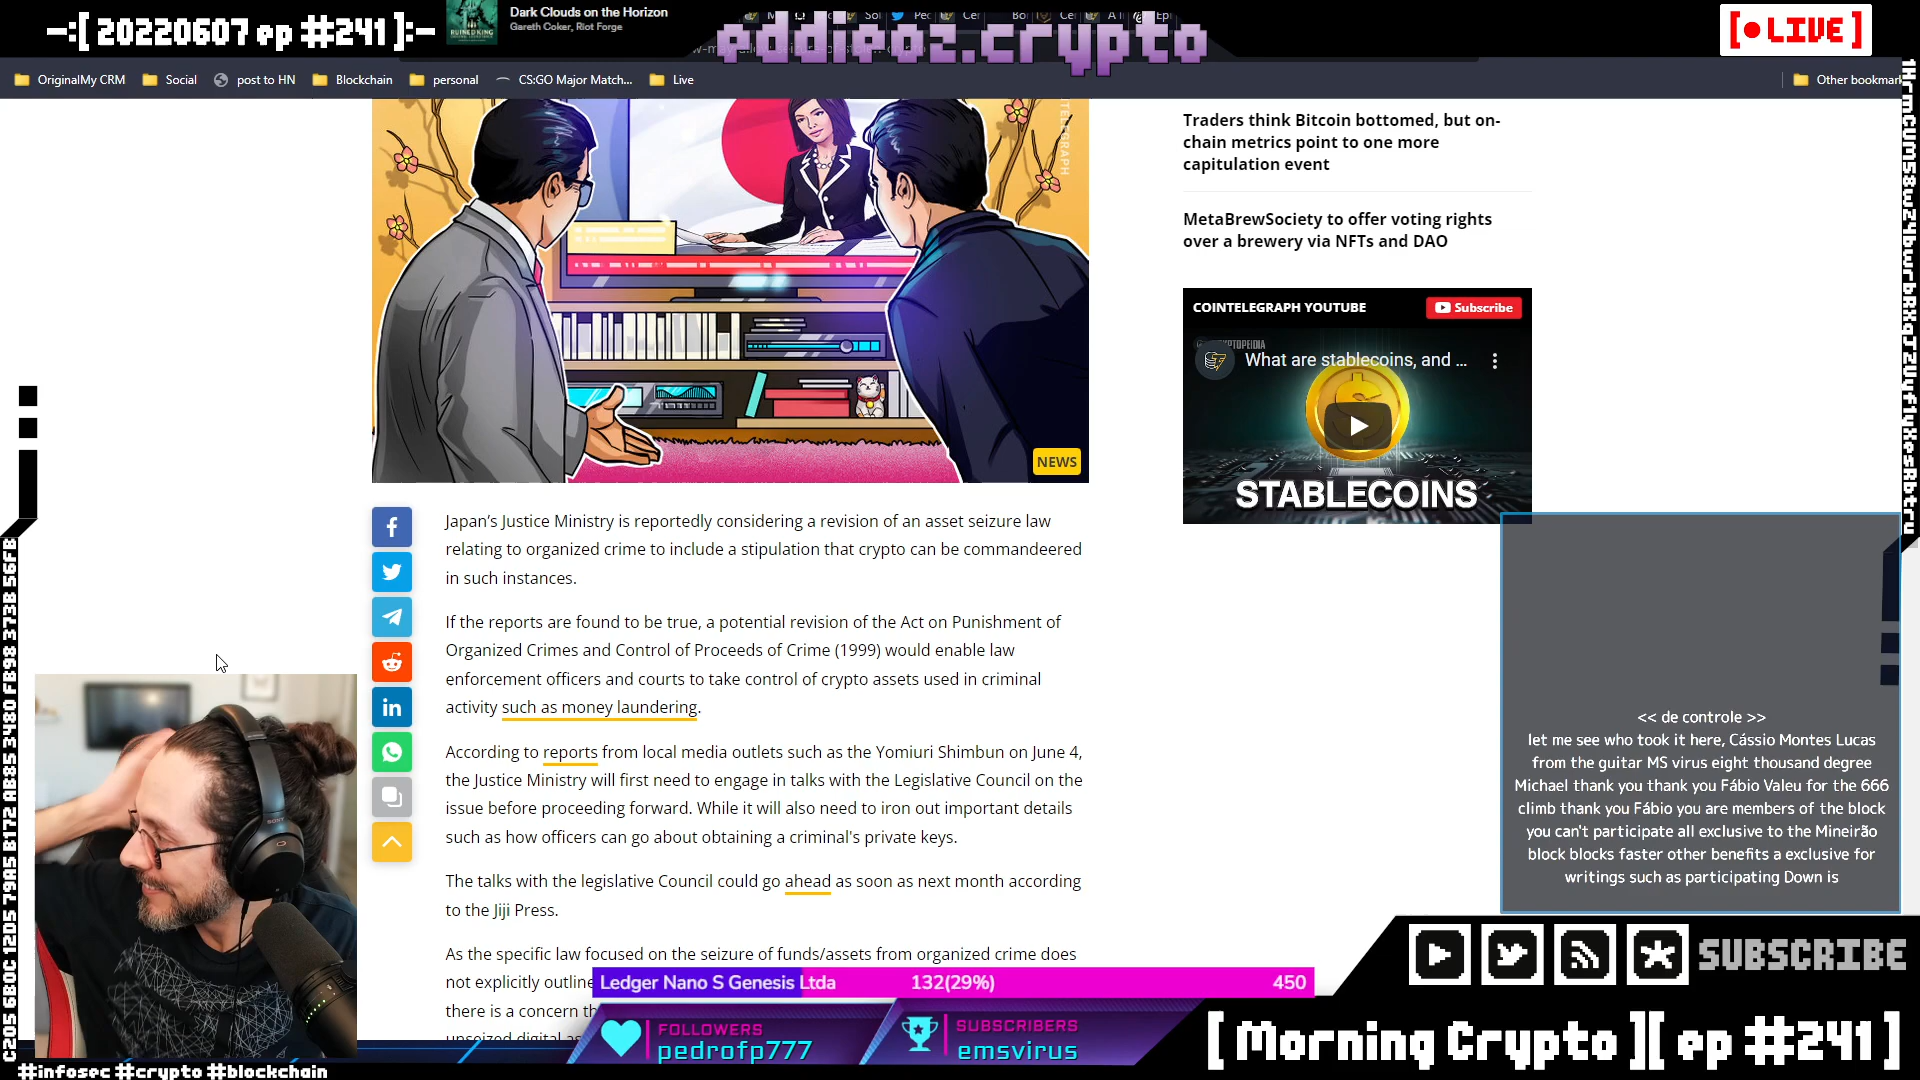 -:[ 20220607 ep #241 ]:-
Dark Clouds on the Horizon
Gareth Coker, Riot Forge
eddieoz.crypto
[• LIVE ]
OriginalMy CRM
Social
post to HN
Blockchain
personal
CS:GO Major Match...
Live
Other bookmark
Traders think Bitcoin bottomed, but on-
chain metrics point to one more
capitulation event
MetaBrewSociety to offer voting rights
over a brewery via NFTs and DAO
COINTELEGRAPH YOUTUBE
Subscribe
What are stablecoins, and ...
STABLECOINS
NEWS
Japan's Justice Ministry is reportedly considering a revision of an asset seizure law
relating to organized crime to include a stipulation that crypto can be commandeered
in such instances.
If the reports are found to be true, a potential revision of the Act on Punishment of
Organized Crimes and Control of Proceeds of Crime (1999) would enable law
enforcement officers and courts to take control of crypto assets used in criminal
activity such as money laundering.
According to reports from local media outlets such as the Yomiuri Shimbun on June 4,
the Justice Ministry will first need to engage in talks with the Legislative Council on the
issue before proceeding forward. While it will also need to iron out important details
such as how officers can go about obtaining a criminal's private keys.
The talks with the legislative Council could go ahead as soon as next month according
to the Jiji Press.
As the specific law focused on the seizure of funds/assets from organized crime does
not explicitly outline
there is a concern th
<< de controle >>
let me see who took it here, Cássio Montes Lucas
from the guitar MS virus eight thousand degree
Michael thank you thank you Fábio Valeu for the 666
climb thank you Fábio you are members of the block
you can't participate all exclusive to the Mineirão
block blocks faster other benefits a exclusive for
writings such as participating Down is
SONY
Ledger Nano S Genesis Ltda 132(29%) 450
FOLLOWERS
pedrofp777
SUBSCRIBERS
emsvirus
SUBSCRIBE
[ Morning Crypto ][ ep #241 ]
#infosec #crypto #blockchain
C205 6B0C 12D5 79A5 B172 AB85 3480 FB98 373B 56FB